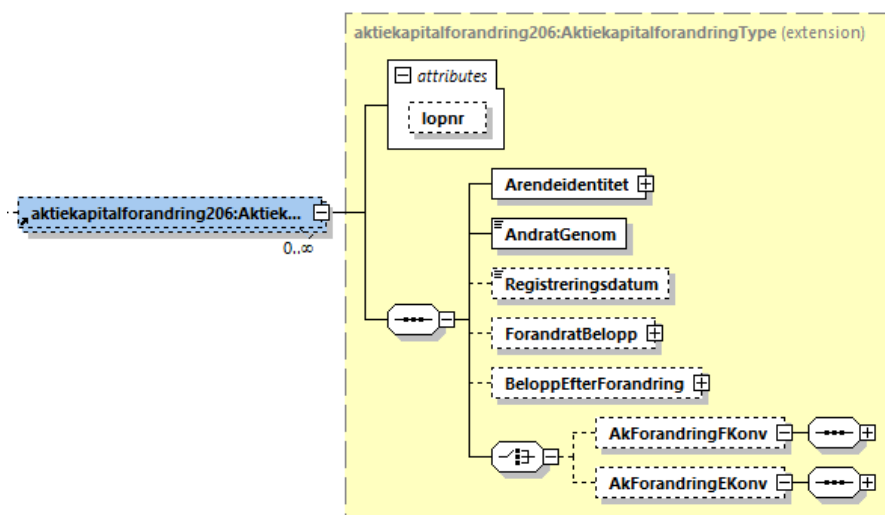 aktiekapitalforandring206:AktiekapitalforandringType (extension)
attributes
lopnr
Arendeidentitet
aktiekapitalforandring206:Aktiek...
0..∞
AndratGenom
Registreringsdatum
ForandratBelopp
BeloppEfterForandring
AkForandringFKonv
AkForandringEKonv